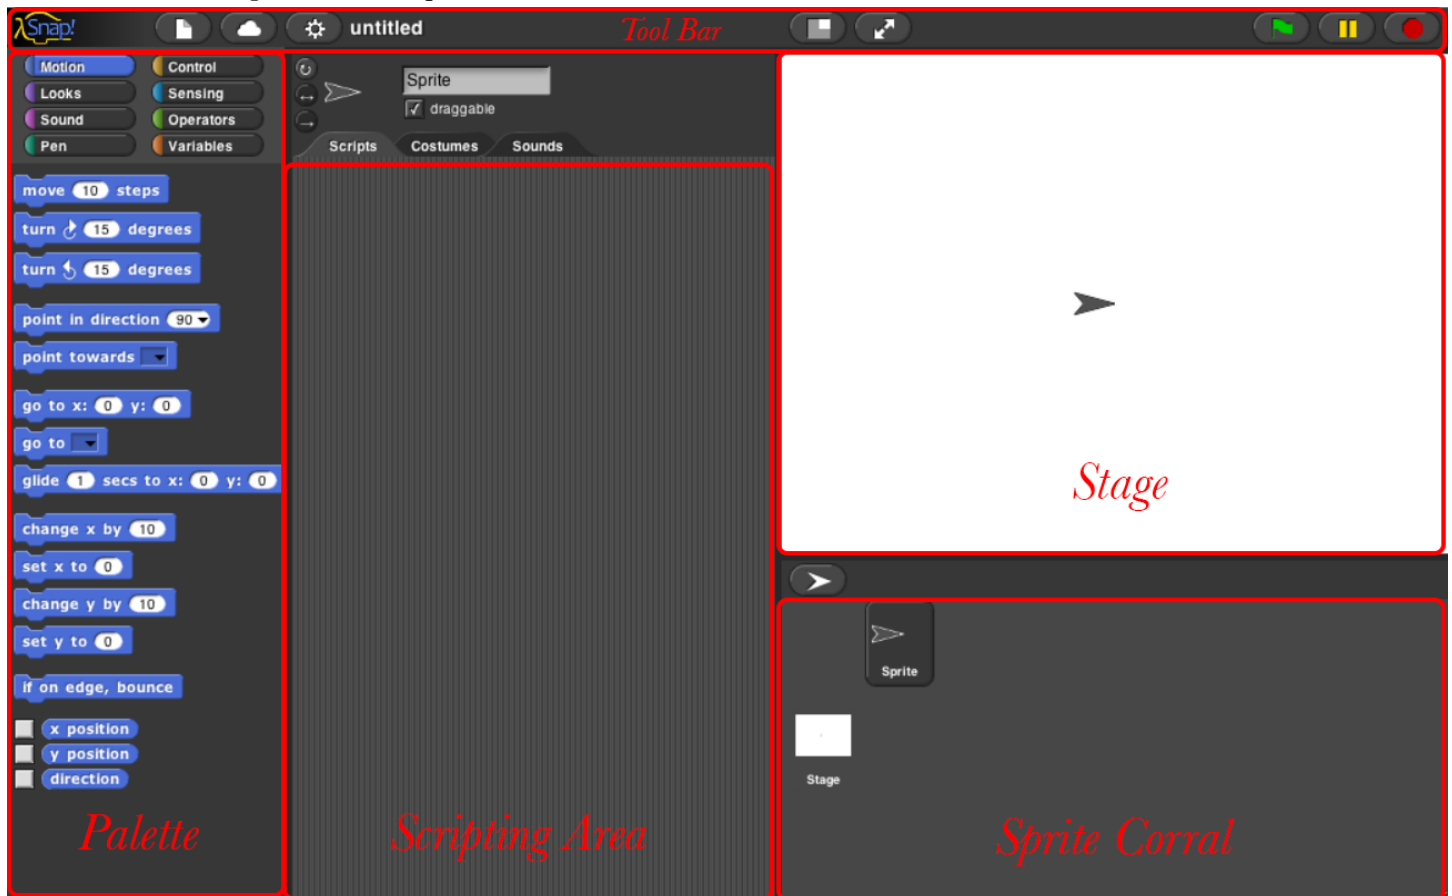 λSnap!
untitled
Tool Bar
Motion
Control
Looks
Sensing
Sound
Operators
Pen
Variables
move 10 steps
turn 15 degrees
turn 15 degrees
point in direction 90
point towards
go to x: 0 y: 0
go to
glide 1 secs to x: 0 y: 0
change x by 10
set x to 0
change y by 10
set y to 0
if on edge, bounce
x position
y position
direction
Palette
Sprite
draggable
Scripts Costumes Sounds
Scripting Area
Stage
Sprite
Stage
Sprite Corral